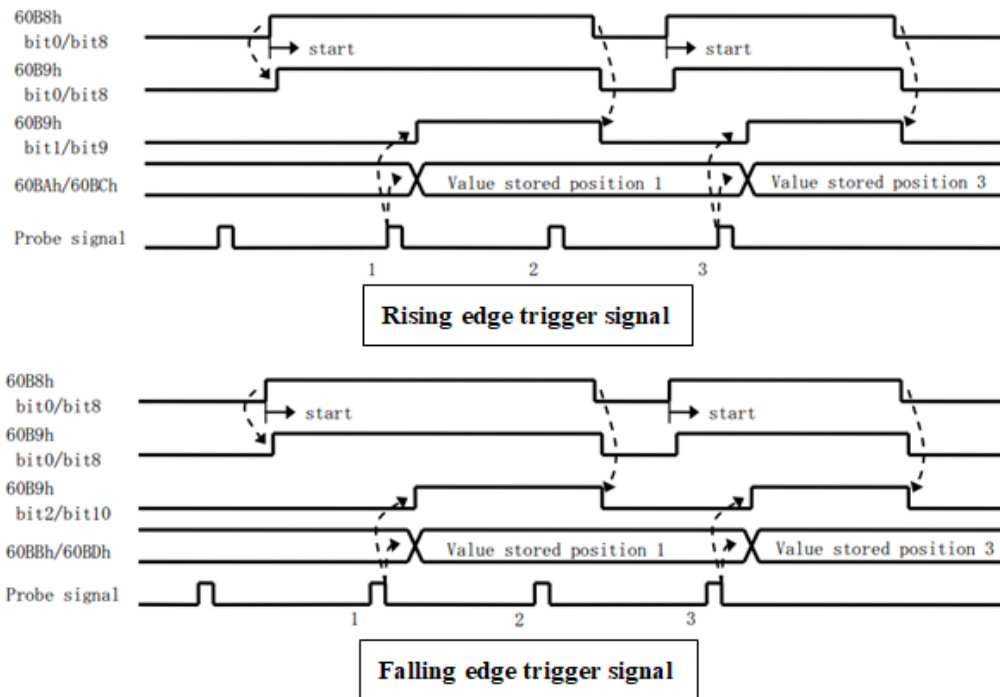 60B8h
bit0/bit8
start
start
60B9h
bit0/bit8
60B9h
bit1/bit9
60BAh/60BCh
Value stored position 1
Value stored position 3
Probe signal
1
2
3
Rising edge trigger signal
60B8h
bit0/bit8
start
start
60B9h
bit0/bit8
60B9h
bit2/bit10
60BBh/60BDh
Value stored position 1
Value stored position 3
Probe signal
1
2
3
Falling edge trigger signal